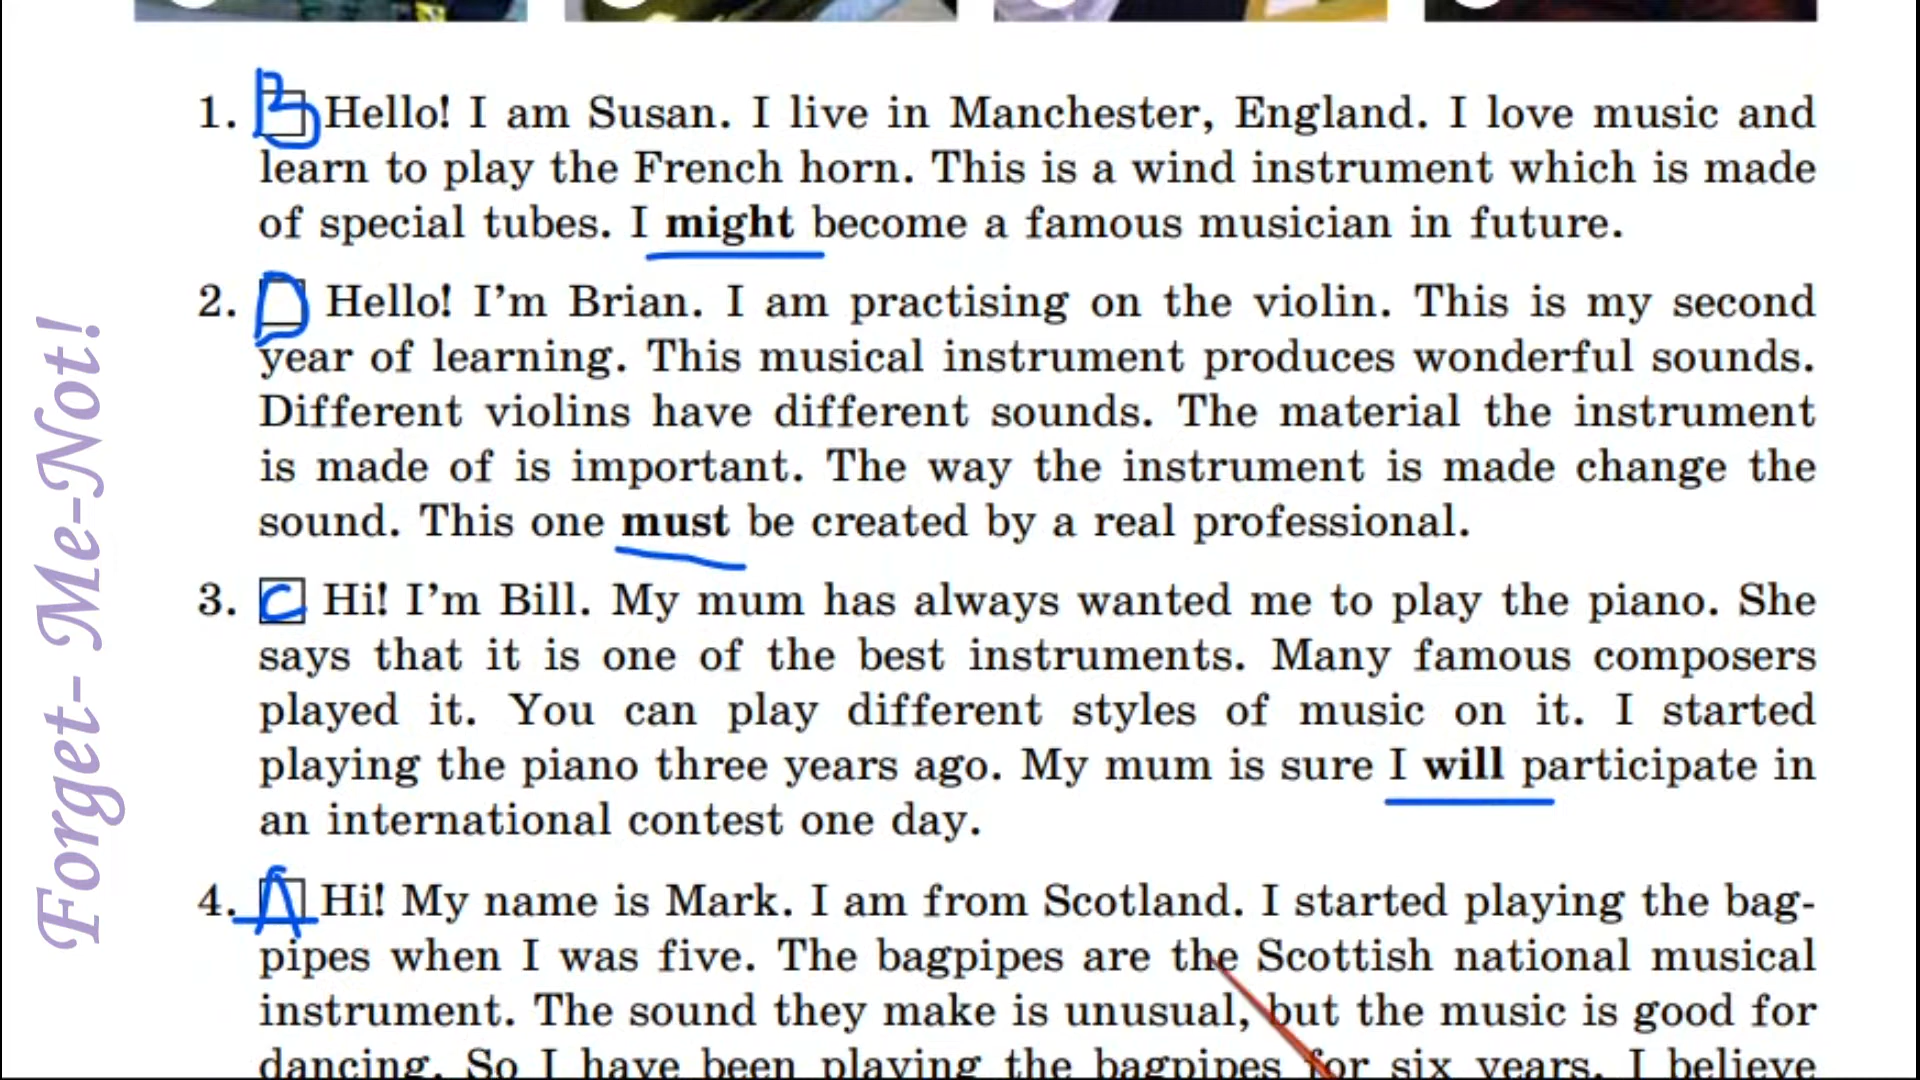 Forget- Me-Not!
1. B Hello! I am Susan. I live in Manchester, England. I love music and
learn to play the French horn. This is a wind instrument which is made
of special tubes. I might become a famous musician in future.
2. D Hello! I'm Brian. I am practising on the violin. This is my second
year of learning. This musical instrument produces wonderful sounds.
Different violins have different sounds. The material the instrument
is made of is important. The way the instrument is made change the
sound. This one must be created by a real professional.
3. C Hi! I'm Bill. My mum has always wanted me to play the piano. She
says that it is one of the best instruments. Many famous composers
played it. You can play different styles of music on it. I started
playing the piano three years ago. My mum is sure I will participate in
an international contest one day.
4. A Hi! My name is Mark. I am from Scotland. I started playing the bag-
pipes when I was five. The bagpipes are the Scottish national musical
instrument. The sound they make is unusual, but the music is good for
dancing. So I have been playing the bagpipes for six years. I believe